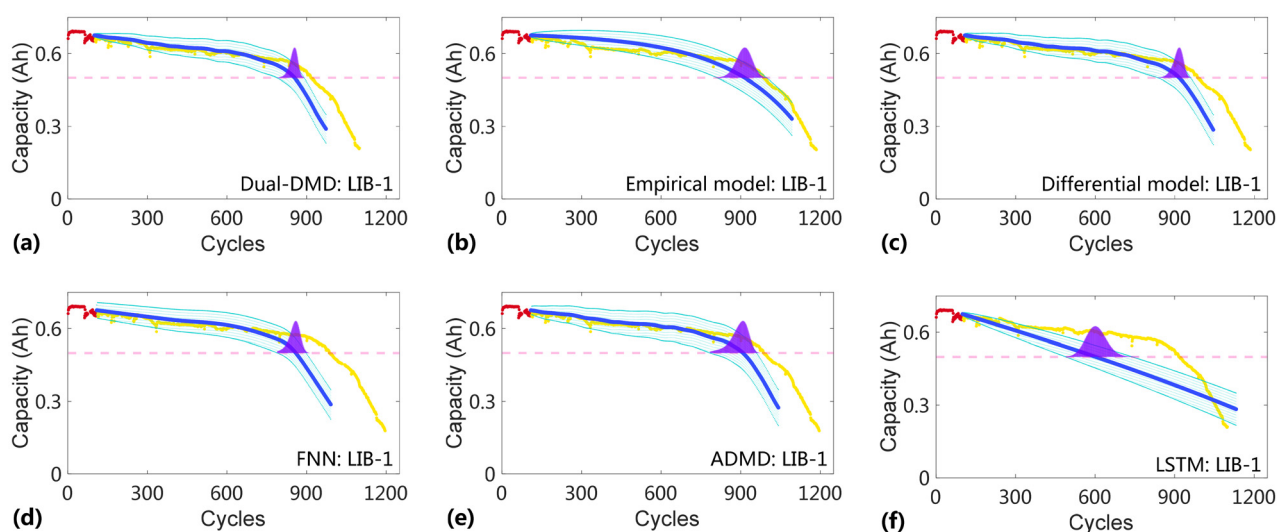 Capacity (Ah)
0.6
0.3
0
Dual-DMD: LIB-1
0 300 600 900 1200
(a) Cycles
Capacity (Ah)
0.6
0.3
0
Empirical model: LIB-1
0 300 600 900 1200
(b) Cycles
Capacity (Ah)
0.6
0.3
0
Differential model: LIB-1
0 300 600 900 1200
(c) Cycles
Capacity (Ah)
0.6
0.3
0
FNN: LIB-1
0 300 600 900 1200
(d) Cycles
Capacity (Ah)
0.6
0.3
0
ADMD: LIB-1
0 300 600 900 1200
(e) Cycles
Capacity (Ah)
0.6
0.3
0
LSTM: LIB-1
0 300 600 900 1200
(f) Cycles